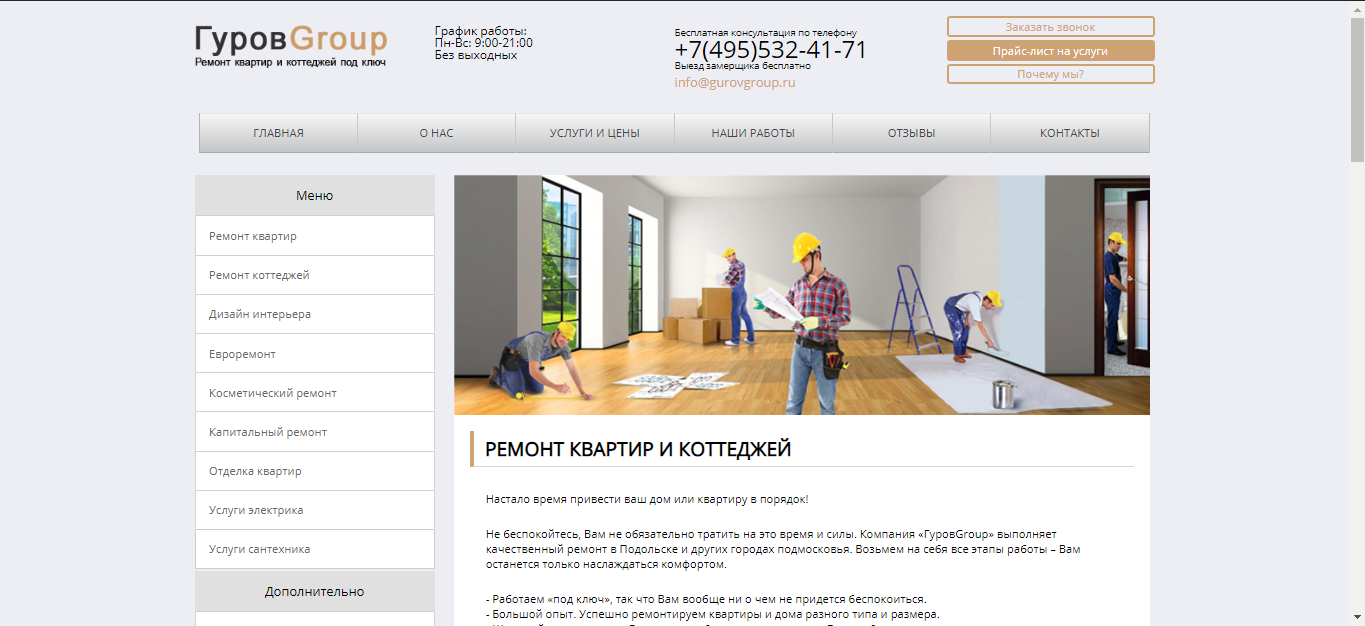 ГуровGroup
Ремонт квартир и коттеджей под ключ
График работы:
Пн-Вс: 9:00-21:00
Без выходных
Бесплатная консультация по телефону
+7(495)532-41-71
Выезд замерщика бесплатно
info@gurovgroup.ru
Заказать звонок
Прайс-лист на услуги
Почему мы?
ГЛАВНАЯ
О НАС
УСЛУГИ И ЦЕНЫ
НАШИ РАБОТЫ
ОТЗЫВЫ
КОНТАКТЫ
Меню
Ремонт квартир
Ремонт коттеджей
Дизайн интерьера
Евроремонт
Косметический ремонт
Капитальный ремонт
Отделка квартир
Услуги электрика
Услуги сантехника
Дополнительно
РЕМОНТ КВАРТИР И КОТТЕДЖЕЙ
Настало время привести ваш дом или квартиру в порядок!
Не беспокойтесь, Вам не обязательно тратить на это время и силы. Компания «ГуровGroup» выполняет
качественный ремонт в Подольске и других городах подмосковья. Возьмем на себя все этапы работы – Вам
останется только наслаждаться комфортом.
- Работаем «под ключ», так что Вам вообще ни о чем не придется беспокоиться.
- Большой опыт. Успешно ремонтируем квартиры и дома разного типа и размера.